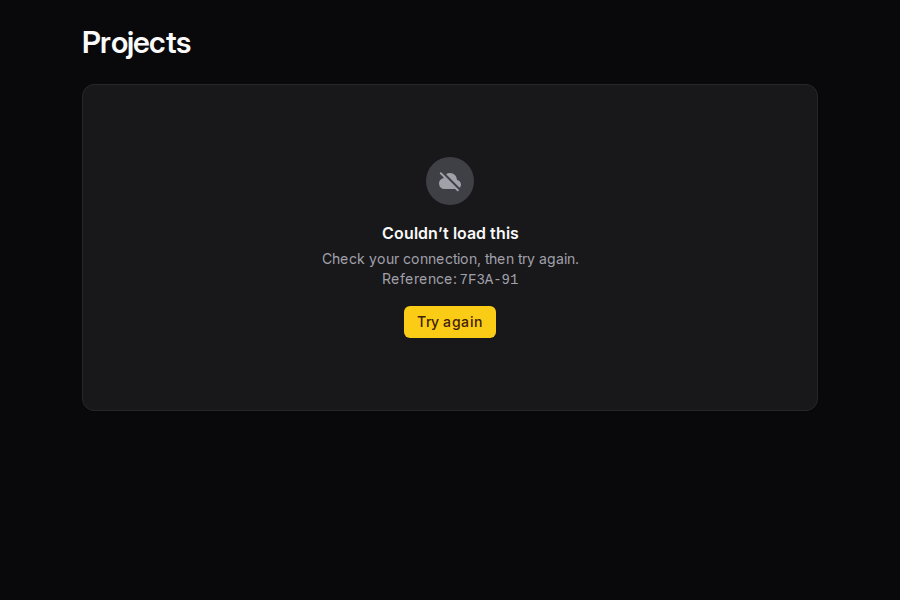 Projects
Couldn’t load this
Check your connection, then try again.
Reference: 7F3A-91
Try again